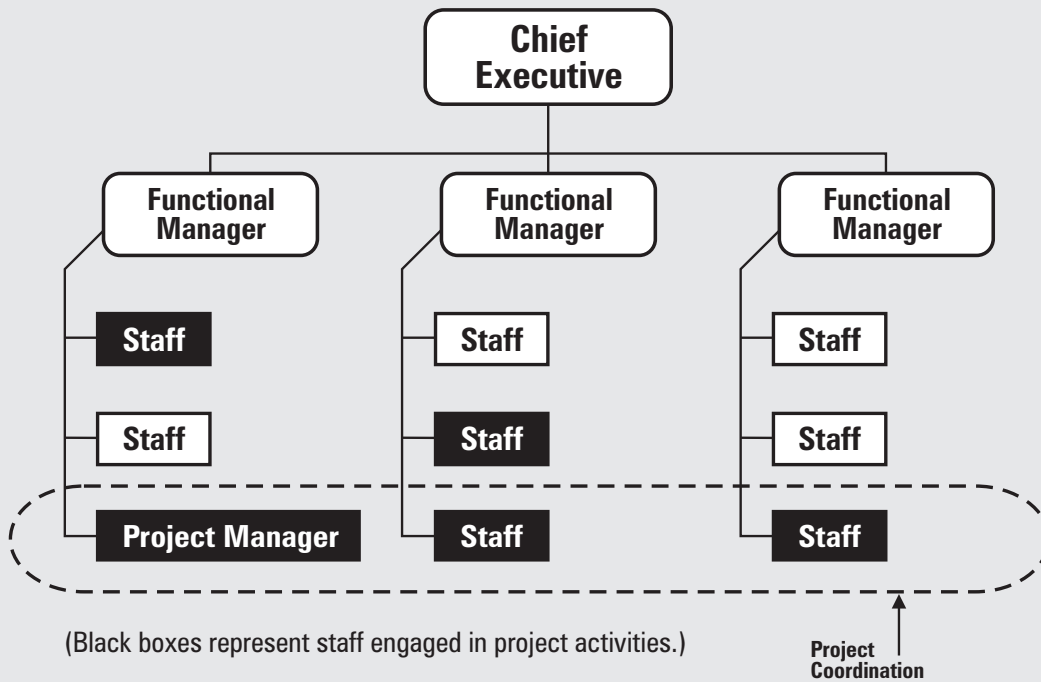 Chief
Executive
Functional
Manager
Functional
Manager
Functional
Manager
Staff
Staff
Staff
Staff
Staff
Staff
Project Manager
Staff
Staff
(Black boxes represent staff engaged in project activities.)
Project
Coordination